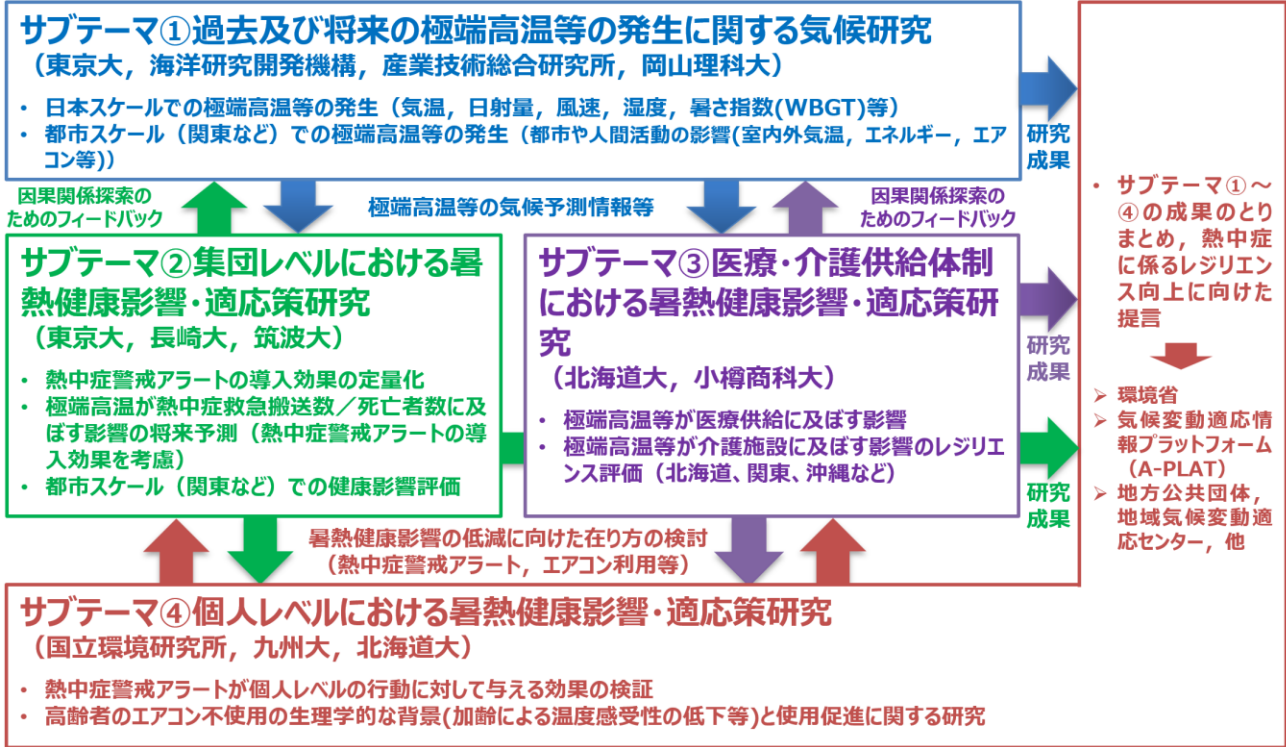 サブテーマ①過去及び将来の極端高温等の発生に関する気候研究
（東京大，海洋研究開発機構，産業技術総合研究所，岡山理科大）
• 日本スケールでの極端高温等の発生（気温，日射量，風速，湿度，暑さ指数(WBGT)等）
• 都市スケール（関東など）での極端高温等の発生（都市や人間活動の影響(室内外気温，エネルギー，エア
コン等)）
研究
成果
因果関係探索の
ためのフィードバック
極端高温等の気候予測情報等
因果関係探索の
ためのフィードバック
サブテーマ②集団レベルにおける暑
熱健康影響・適応策研究
（東京大，長崎大，筑波大）
• 熱中症警戒アラートの導入効果の定量化
• 極端高温が熱中症救急搬送数／死亡者数に及
ぼす影響の将来予測（熱中症警戒アラートの導
入効果を考慮）
• 都市スケール（関東など）での健康影響評価
サブテーマ③医療・介護供給体制
における暑熱健康影響・適応策研
究
（北海道大，小樽商科大）
• 極端高温等が医療供給に及ぼす影響
• 極端高温等が介護施設に及ぼす影響のレジリエ
ンス評価（北海道、関東、沖縄など）
研究
成果
研究
成果
暑熱健康影響の低減に向けた在り方の検討
（熱中症警戒アラート，エアコン利用等）
サブテーマ④個人レベルにおける暑熱健康影響・適応策研究
（国立環境研究所，九州大，北海道大）
• 熱中症警戒アラートが個人レベルの行動に対して与える効果の検証
• 高齢者のエアコン不使用の生理学的な背景(加齢による温度感受性の低下等)と使用促進に関する研究
• サブテーマ①～
④の成果のとり
まとめ，熱中症
に係るレジリエン
ス向上に向けた
提言
➢ 環境省
➢ 気候変動適応情
報プラットフォーム
（A-PLAT）
➢ 地方公共団体，
地域気候変動適
応センター，他